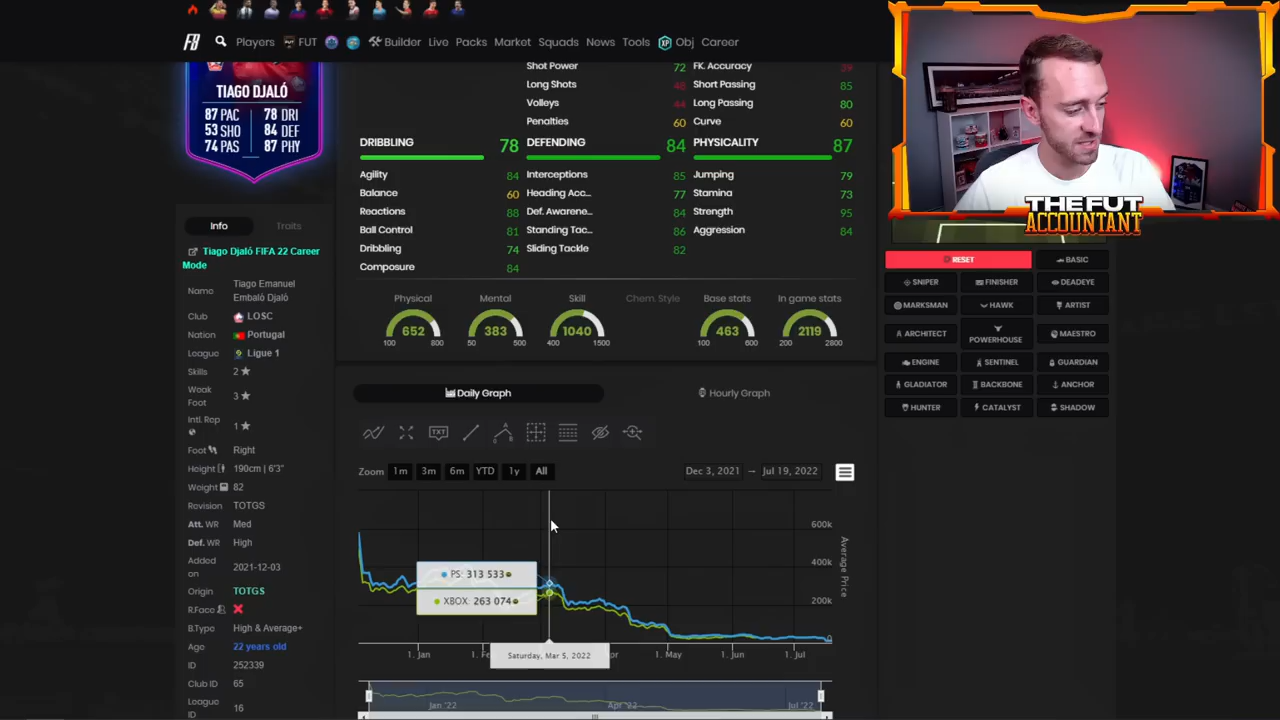 F8
Players FUT Builder Live Packs Market Squads News Tools XP Obj Career
TIAGO DJALÓ
87 PAC 78 DRI
53 SHO 84 DEF
74 PAS 87 PHY
Shot Power 72 FK. Accuracy 39
Long Shots 46 Short Passing 85
Volleys 44 Long Passing 80
Penalties 60 Curve 60
DRIBBLING 78 DEFENDING 84 PHYSICALITY 87
Agility 84 Interceptions 85 Jumping 79
Balance 60 Heading Acc... 77 Stamina 73
Reactions 88 Def. Awarene... 84 Strength 95
Ball Control 81 Standing Tac... 86 Aggression 84
Dribbling 74 Sliding Tackle 82
Composure 84
Physical Mental Skill Chem. Style Base stats In game stats
652 383 1040 463 2119
100 800 50 500 400 1500 100 600 200 2800
Info Traits
Tiago Djaló FIFA 22 Career
Mode
Name Tiago Emanuel
Embaló Djaló
Club LOSC
Nation Portugal
League Ligue 1
Skills 2
Weak
Foot 3
Intl. Rep 1
Foot Right
Height 190cm | 6'3"
Weight 82
Revision TOTGS
Att. WR Med
Def. WR High
Added
on 2021-12-03
Origin TOTGS
R.Face
B.Type High & Average+
Age 22 years old
ID 252339
Club ID 65
League
ID 16
Daily Graph Hourly Graph
TXT
Zoom 1m 3m 6m YTD 1y All Dec 3, 2021 → Jul 19, 2022
600k
400k
200k
0
Average Price
PS: 313 533
XBOX: 263 074
Saturday, Mar 5, 2022
1. Jan 1. Fe pr 1. May 1. Jun 1. Jul
Jan '22 Apr '22 Jul '22
THE FUT
ACCOUNTANT
RESET BASIC
SNIPER FINISHER DEADEYE
MARKSMAN HAWK ARTIST
ARCHITECT POWERHOUSE MAESTRO
ENGINE SENTINEL GUARDIAN
GLADIATOR BACKBONE ANCHOR
HUNTER CATALYST SHADOW